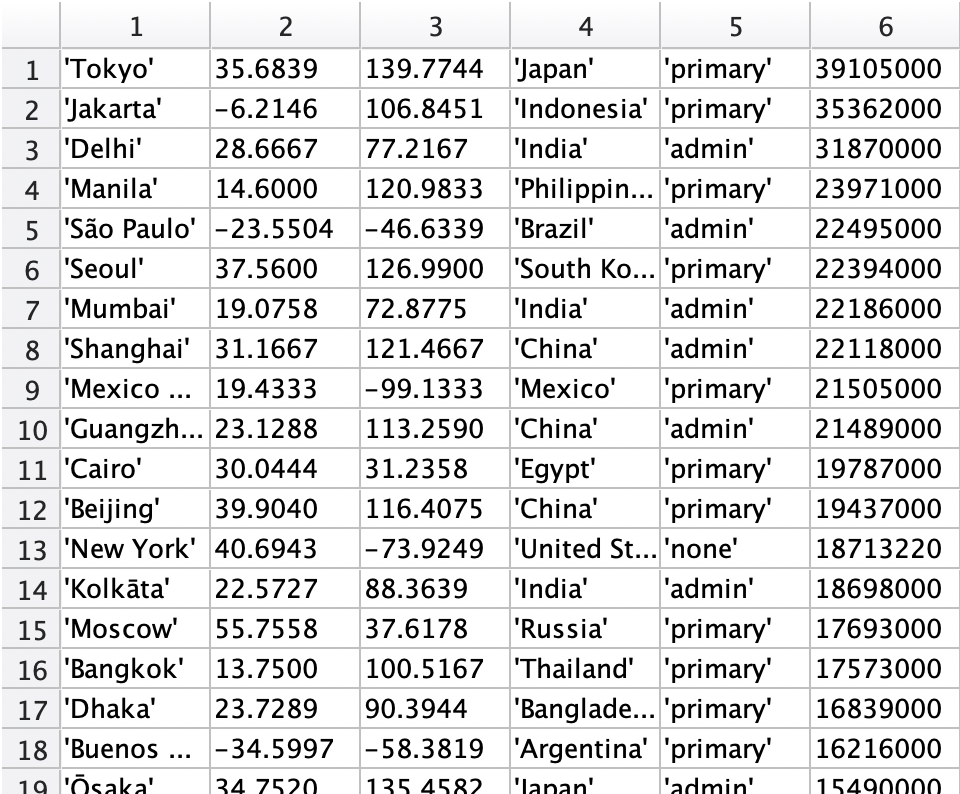 1 2 3 4 5 6
1 'Tokyo' 35.6839 139.7744 'Japan' 'primary' 39105000
2 'Jakarta' -6.2146 106.8451 'Indonesia' 'primary' 35362000
3 'Delhi' 28.6667 77.2167 'India' 'admin' 31870000
4 'Manila' 14.6000 120.9833 'Philippin... 'primary' 23971000
5 'São Paulo' -23.5504 -46.6339 'Brazil' 'admin' 22495000
6 'Seoul' 37.5600 126.9900 'South Ko... 'primary' 22394000
7 'Mumbai' 19.0758 72.8775 'India' 'admin' 22186000
8 'Shanghai' 31.1667 121.4667 'China' 'admin' 22118000
9 'Mexico ... 19.4333 -99.1333 'Mexico' 'primary' 21505000
10 'Guangzh... 23.1288 113.2590 'China' 'admin' 21489000
11 'Cairo' 30.0444 31.2358 'Egypt' 'primary' 19787000
12 'Beijing' 39.9040 116.4075 'China' 'primary' 19437000
13 'New York' 40.6943 -73.9249 'United St... 'none' 18713220
14 'Kolkāta' 22.5727 88.3639 'India' 'admin' 18698000
15 'Moscow' 55.7558 37.6178 'Russia' 'primary' 17693000
16 'Bangkok' 13.7500 100.5167 'Thailand' 'primary' 17573000
17 'Dhaka' 23.7289 90.3944 'Banglade... 'primary' 16839000
18 'Buenos ... -34.5997 -58.3819 'Argentina' 'primary' 16216000
19 'Ōsaka' 34.7520 135.4582 'Japan' 'admin' 15490000